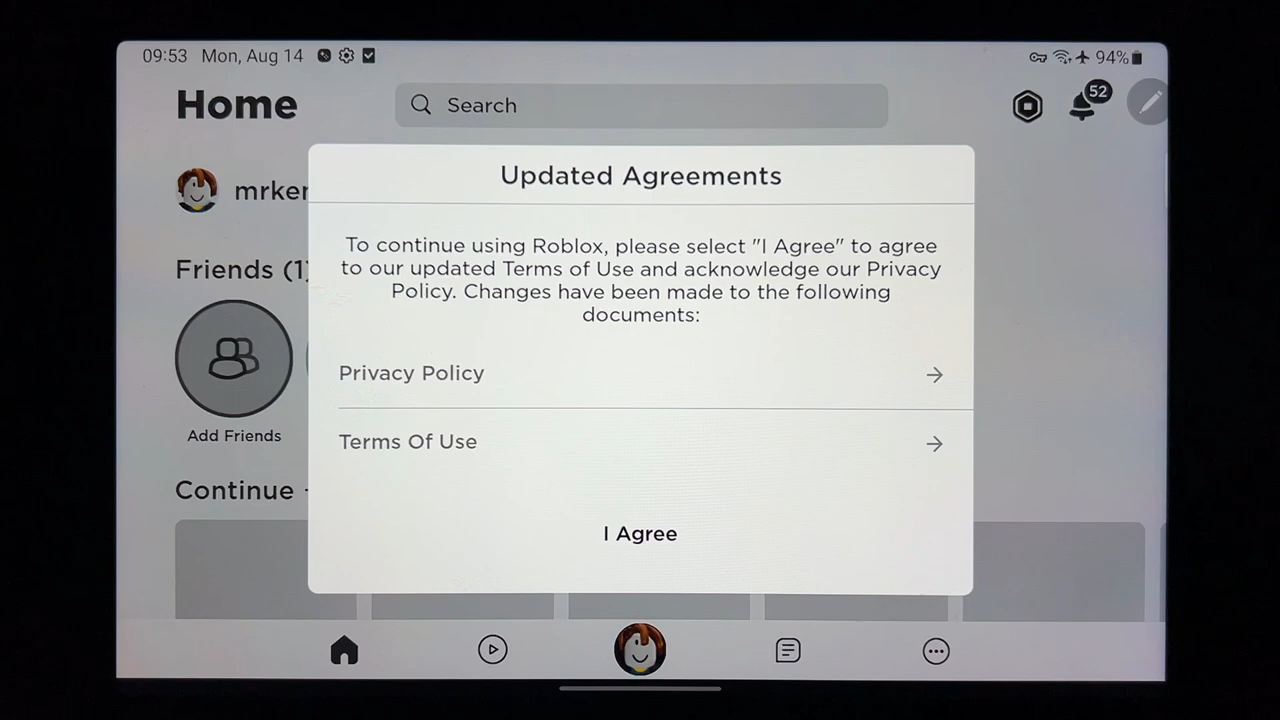 09:53 Mon, Aug 14
94%
Home
Search
52
mrker
Friends (1)
Add Friends
Continue
Updated Agreements
To continue using Roblox, please select "I Agree" to agree
to our updated Terms of Use and acknowledge our Privacy
Policy. Changes have been made to the following
documents:
Privacy Policy
Terms Of Use
I Agree